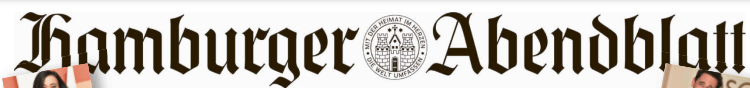 Hamburger Abendblatt
MIT DER HEIMAT IM HERZEN
DIE WELT UMFASSEN